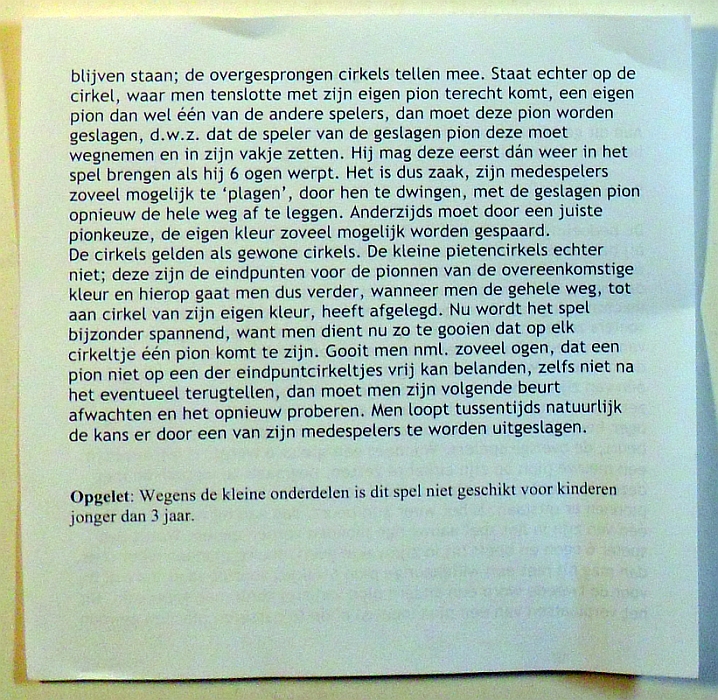 blijven staan; de overgesprongen cirkels tellen mee. Staat echter op de
cirkel, waar men tenslotte met zijn eigen pion terecht komt, een eigen
pion dan wel één van de andere spelers, dan moet deze pion worden
geslagen, d.w.z. dat de speler van de geslagen pion deze moet
wegnemen en in zijn vakje zetten. Hij mag deze eerst dán weer in het
spel brengen als hij 6 ogen werpt. Het is dus zaak, zijn medespelers
zoveel mogelijk te ‘plagen’, door hen te dwingen, met de geslagen pion
opnieuw de hele weg af te leggen. Anderzijds moet door een juiste
pionkeuze, de eigen kleur zoveel mogelijk worden gespaard.
De cirkels gelden als gewone cirkels. De kleine pietencirkels echter
niet; deze zijn de eindpunten voor de pionnen van de overeenkomstige
kleur en hierop gaat men dus verder, wanneer men de gehele weg, tot
aan cirkel van zijn eigen kleur, heeft afgelegd. Nu wordt het spel
bijzonder spannend, want men dient nu zo te gooien dat op elk
cirkeltje één pion komt te zijn. Gooit men nml. zoveel ogen, dat een
pion niet op een der eindpuntcirkeltjes vrij kan belanden, zelfs niet na
het eventueel terugtellen, dan moet men zijn volgende beurt
afwachten en het opnieuw proberen. Men loopt tussentijds natuurlijk
de kans er door een van zijn medespelers te worden uitgeslagen.
Opgelet: Wegens de kleine onderdelen is dit spel niet geschikt voor kinderen
jonger dan 3 jaar.